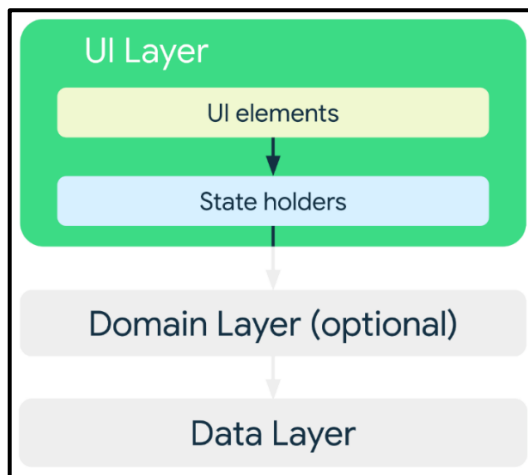 UI Layer
UI elements
State holders
Domain Layer (optional)
Data Layer